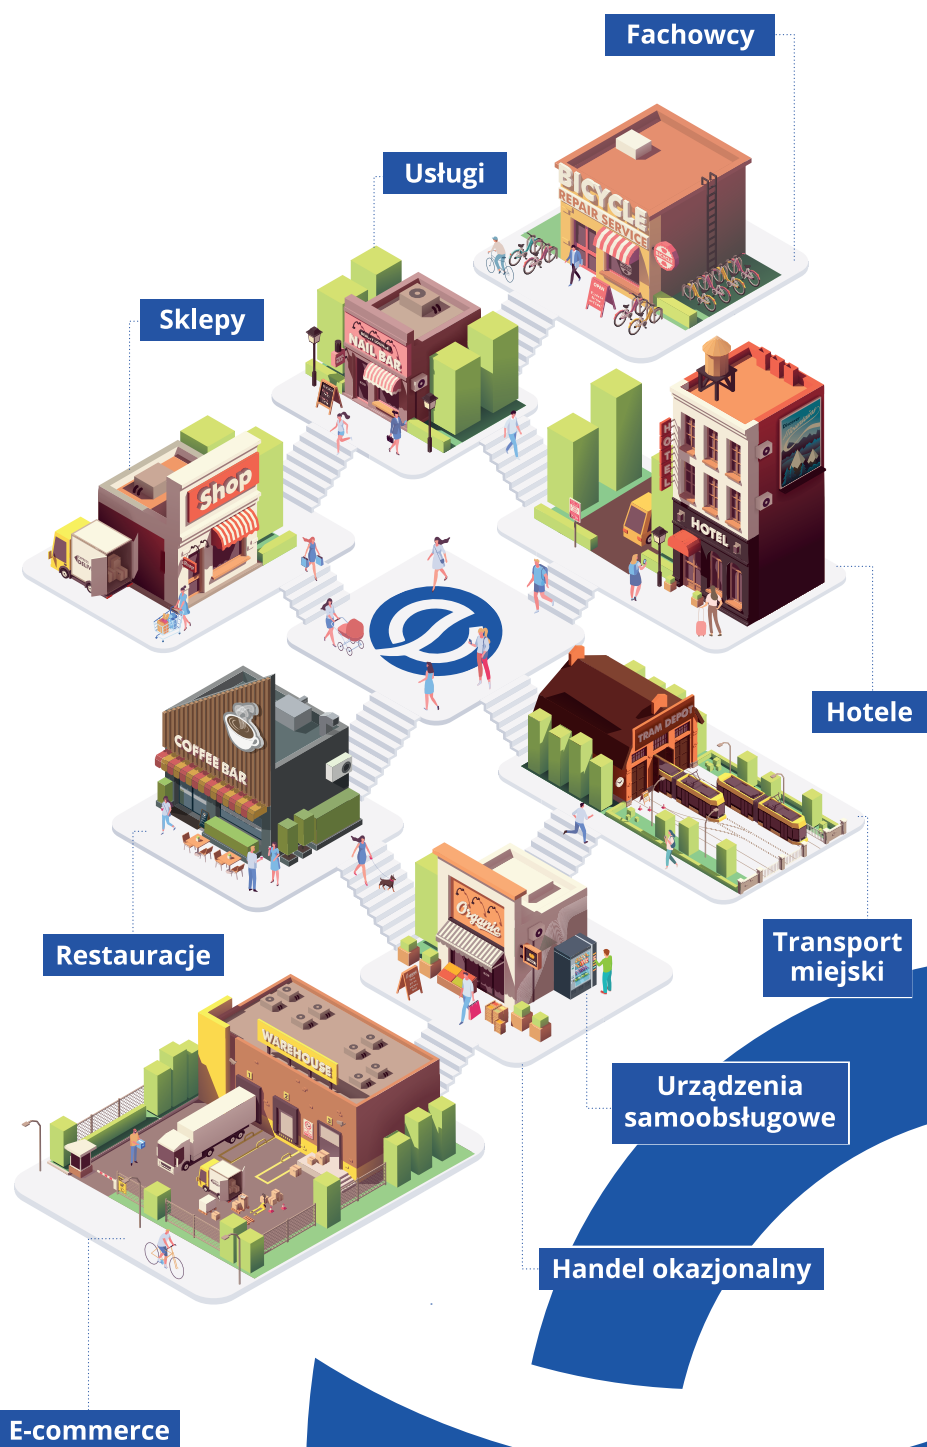 Fachowcy
BICYCLE
REPAIR SERVICE
Usługi
NAIL BAR
Sklepy
Shop
HOTEL
HOTEL
Hotele
COFFEE BAR
TRAM DEPOT
Restauracje
Organic
Transport
miejski
WAREHOUSE
Urządzenia
samoobsługowe
Handel okazjonalny
E-commerce